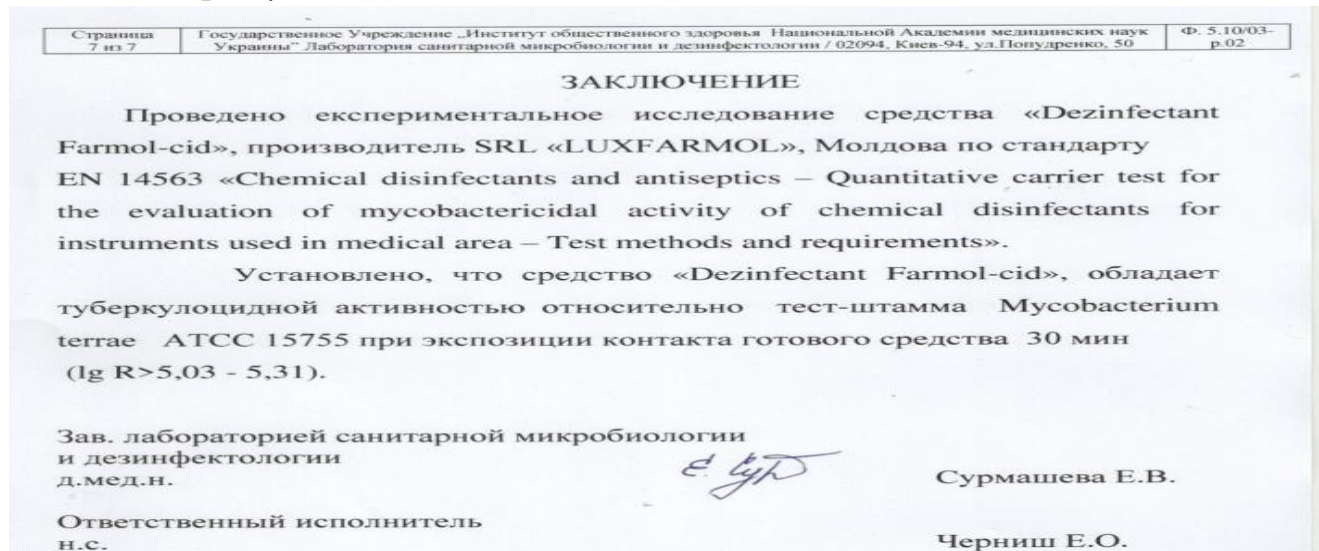 Страница 7 из 7
Государственное Учреждение „Институт общественного здоровья Национальной Академии медицинских наук
Украины” Лаборатория санитарной микробиологии и дезинфектологии / 02094, Киев-94, ул.Попудренко, 50
Ф. 5.10/03-р.02
ЗАКЛЮЧЕНИЕ
Проведено експериментальное исследование средства «Dezinfectant
Farmol-cid», производитель SRL «LUXFARMOL», Молдова по стандарту
EN 14563 «Chemical disinfectants and antiseptics – Quantitative carrier test for
the evaluation of mycobactericidal activity of chemical disinfectants for
instruments used in medical area – Test methods and requirements».
Установлено, что средство «Dezinfectant Farmol-cid», обладает
туберкулоцидной активностью относительно тест-штамма Mycobacterium
terrae АТСС 15755 при экспозиции контакта готового средства 30 мин
(lg R>5,03 - 5,31).
Зав. лабораторией санитарной микробиологии
и дезинфектологии
д.мед.н.
Сурмашева Е.В.
Ответственный исполнитель
н.с.
Черниш Е.О.